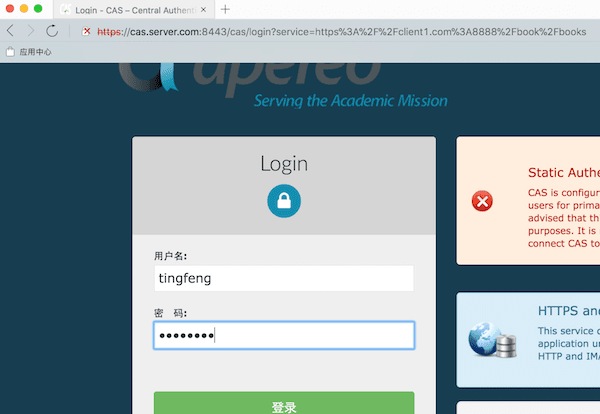 Login - CAS – Central Authenti
https://cas.server.com:8443/cas/login?service=https%3A%2F%2Fclient1.com%3A8888%2Fbook%2Fbooks
应用中心
apereo
Serving the Academic Mission
Login
用户名:
tingfeng
密 码:
登录
Static Authe
CAS is configur
users for prima
advised that th
purposes. It is
connect CAS to
HTTPS and
This service c
application un
HTTP and IMA